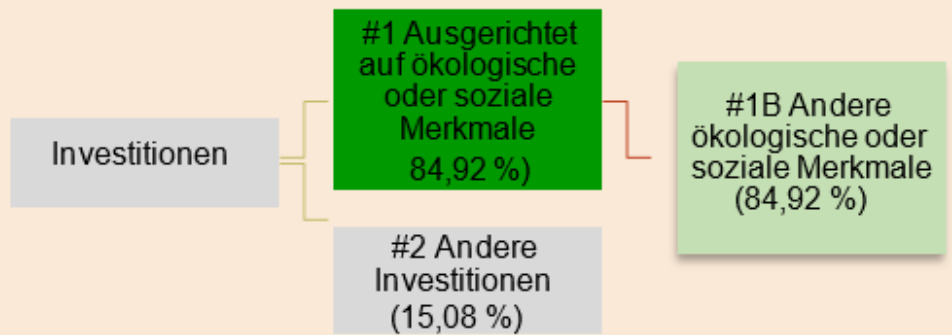 Investitionen
#1 Ausgerichtet
auf ökologische
oder soziale
Merkmale
84,92 %)
#1B Andere
ökologische oder
soziale Merkmale
(84,92 %)
#2 Andere
Investitionen
(15,08 %)